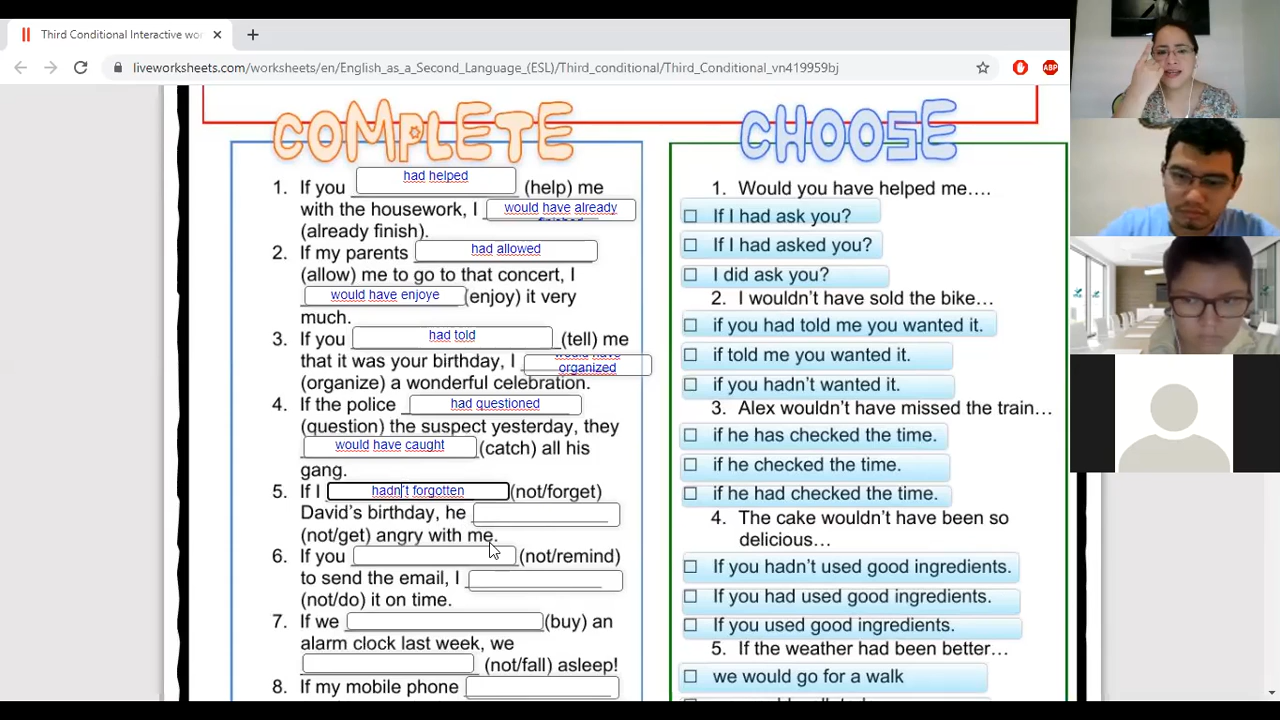 Third Conditional Interactive wo
liveworksheets.com/worksheets/en/English_as_a_Second_Language_(ESL)/Third_conditional/Third_Conditional_vn419959bj
ABP
COMPLETE
1. If you had helped (help) me
with the housework, I would have already
(already finish).
2. If my parents had allowed
(allow) me to go to that concert, I
would have enjoye (enjoy) it very
much.
3. If you had told (tell) me
that it was your birthday, I would have
organized
(organize) a wonderful celebration.
4. If the police had questioned
(question) the suspect yesterday, they
would have caught (catch) all his
gang.
5. If I hadn't forgotten (not/forget)
David's birthday, he
(not/get) angry with me.
6. If you (not/remind)
to send the email, I
(not/do) it on time.
7. If we (buy) an
alarm clock last week, we
(not/fall) asleep!
8. If my mobile phone
CHOOSE
1. Would you have helped me….
If I had ask you?
If I had asked you?
I did ask you?
2. I wouldn't have sold the bike…
if you had told me you wanted it.
if told me you wanted it.
if you hadn't wanted it.
3. Alex wouldn't have missed the train…
if he has checked the time.
if he checked the time.
if he had checked the time.
4. The cake wouldn't have been so
delicious…
If you hadn't used good ingredients.
If you had used good ingredients.
If you used good ingredients.
5. If the weather had been better…
we would go for a walk